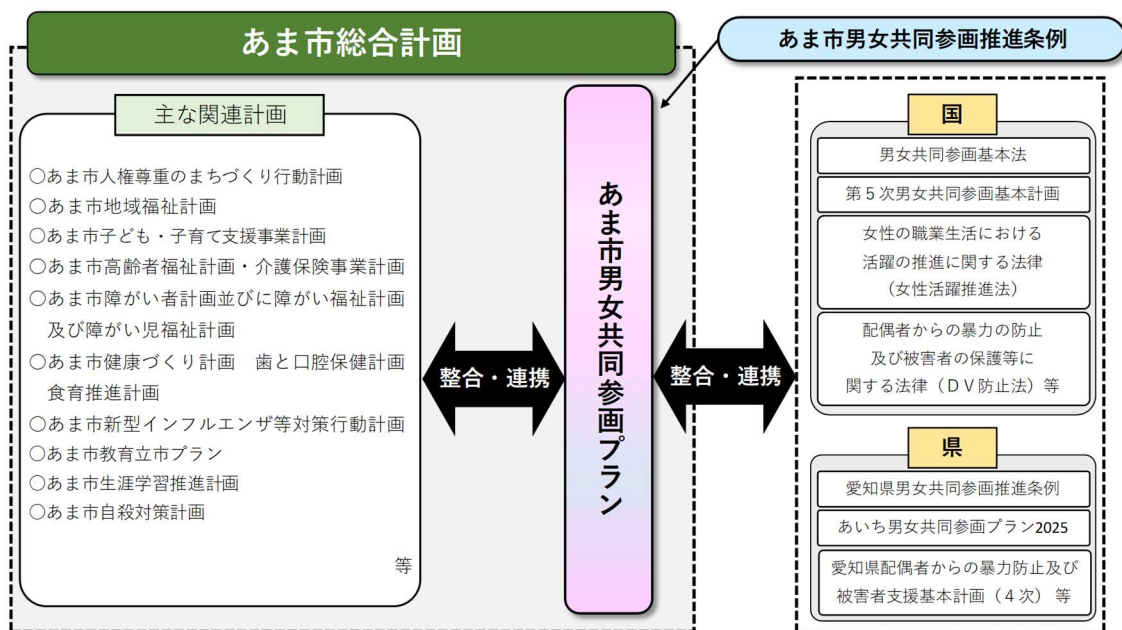 あま市総合計画
あま市男女共同参画推進条例
主な関連計画
○あま市人権尊重のまちづくり行動計画
○あま市地域福祉計画
○あま市子ども・子育て支援事業計画
○あま市高齢者福祉計画・介護保険事業計画
○あま市障がい者計画並びに障がい福祉計画
及び障がい児福祉計画
○あま市健康づくり計画　歯と口腔保健計画
食育推進計画
○あま市新型インフルエンザ等対策行動計画
○あま市教育立市プラン
○あま市生涯学習推進計画
○あま市自殺対策計画
等
整合・連携
あま市男女共同参画プラン
整合・連携
国
男女共同参画基本法
第５次男女共同参画基本計画
女性の職業生活における
活躍の推進に関する法律
（女性活躍推進法）
配偶者からの暴力の防止
及び被害者の保護等に
関する法律（ＤＶ防止法）等
県
愛知県男女共同参画推進条例
あいち男女共同参画プラン2025
愛知県配偶者からの暴力防止及び
被害者支援基本計画（４次） 等